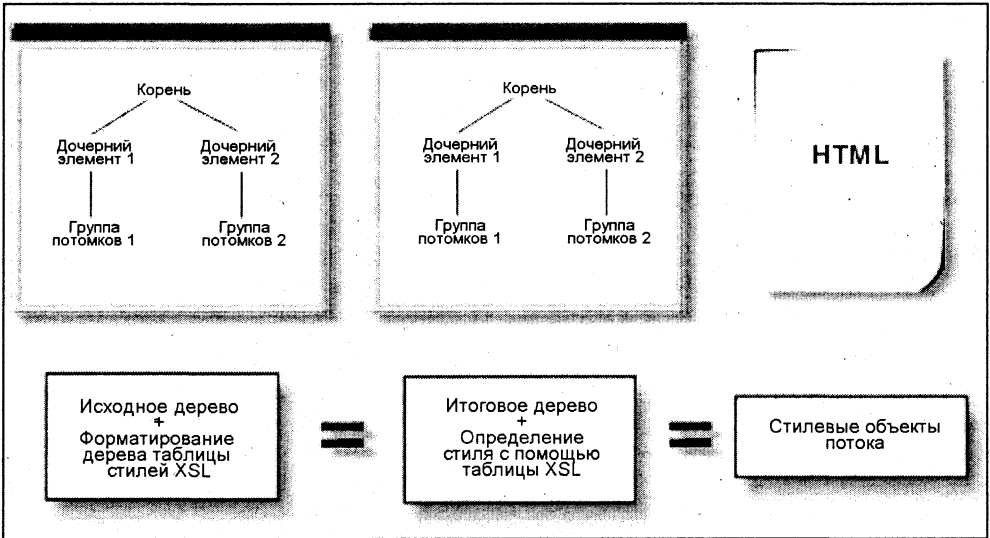 Корень
Дочерний
элемент 1
Дочерний
элемент 2
Группа
потомков 1
Группа
потомков 2
Корень
Дочерний
элемент 1
Дочерний
элемент 2
Группа
потомков 1
Группа
потомков 2
HTML
Исходное дерево
+
Форматирование
дерева таблицы
стилей XSL
=
Итоговое дерево
+
Определение
стиля с помощью
таблицы XSL
=
Стилевые объекты
потока